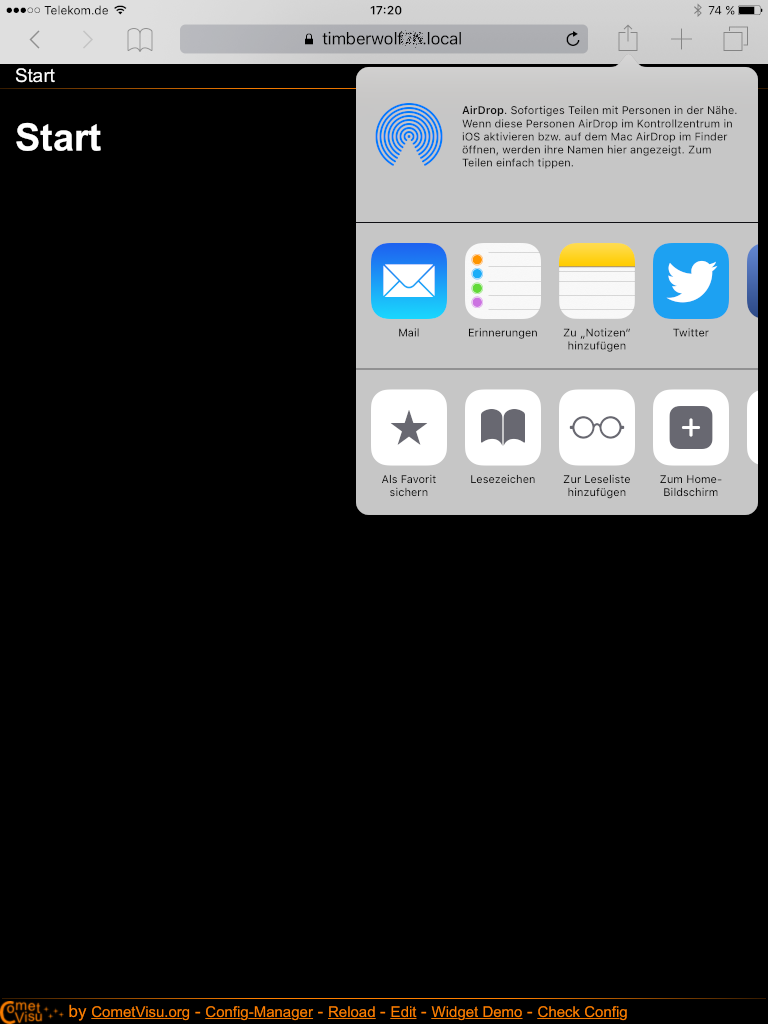 Telekom.de 17:20 74 %
timberwolf .local
Start
Start
AirDrop. Sofortiges Teilen mit Personen in der Nähe.
Wenn diese Personen AirDrop im Kontrollzentrum in
iOS aktivieren bzw. auf dem Mac AirDrop im Finder
öffnen, werden ihre Namen hier angezeigt. Zum
Teilen einfach tippen.
Mail
Erinnerungen
Zu „Notizen“
hinzufügen
Twitter
Als Favorit
sichern
Lesezeichen
Zur Leseliste
hinzufügen
Zum Home-
Bildschirm
Comet Visu by CometVisu.org - Config-Manager - Reload - Edit - Widget Demo - Check Config